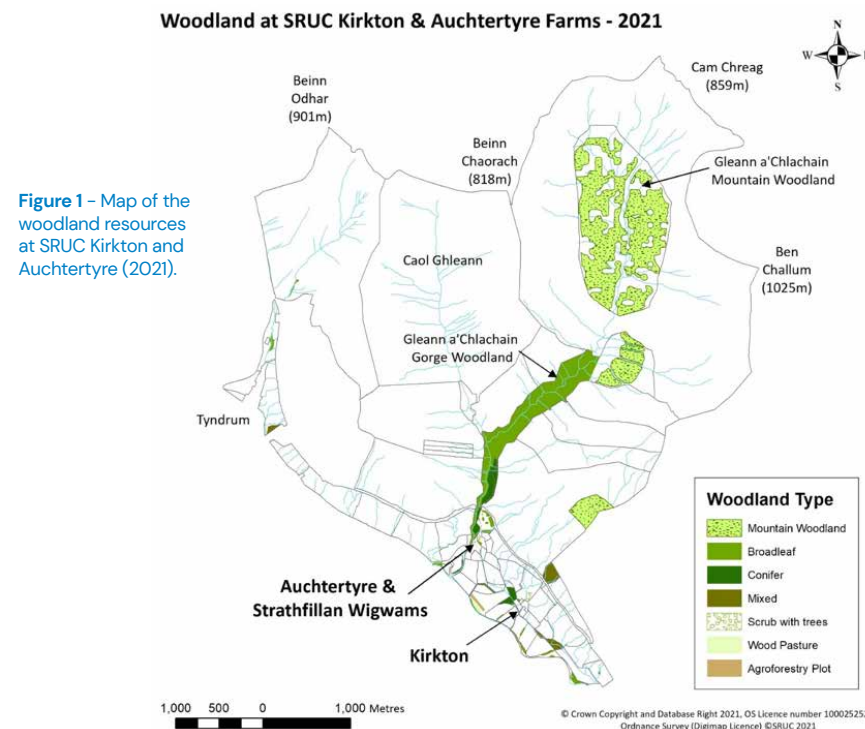 Woodland at SRUC Kirkton & Auchtertyre Farms - 2021
N
W
S
Cam Chreag
(859m)
Beinn
Odhar
(901m)
Beinn
Chaorach
(818m)
Gleann a'Chlachain
Mountain Woodland
Figure 1 – Map of the
woodland resources
at SRUC Kirkton and
Auchtertyre (2021).
Caol Ghleann
Ben
Challum
(1025m)
Gleann a'Chlachain
Gorge Woodland
Tyndrum
Auchtertyre &
Strathfillan Wigwams
Kirkton
Woodland Type
Mountain Woodland
Broadleaf
Conifer
Mixed
Scrub with trees
Wood Pasture
Agroforestry Plot
1,000 500 0 1,000 Metres
© Crown Copyright and Database Right 2021, OS Licence number
Ordnance Survey (Digimap Licence) ©SRUC 2021